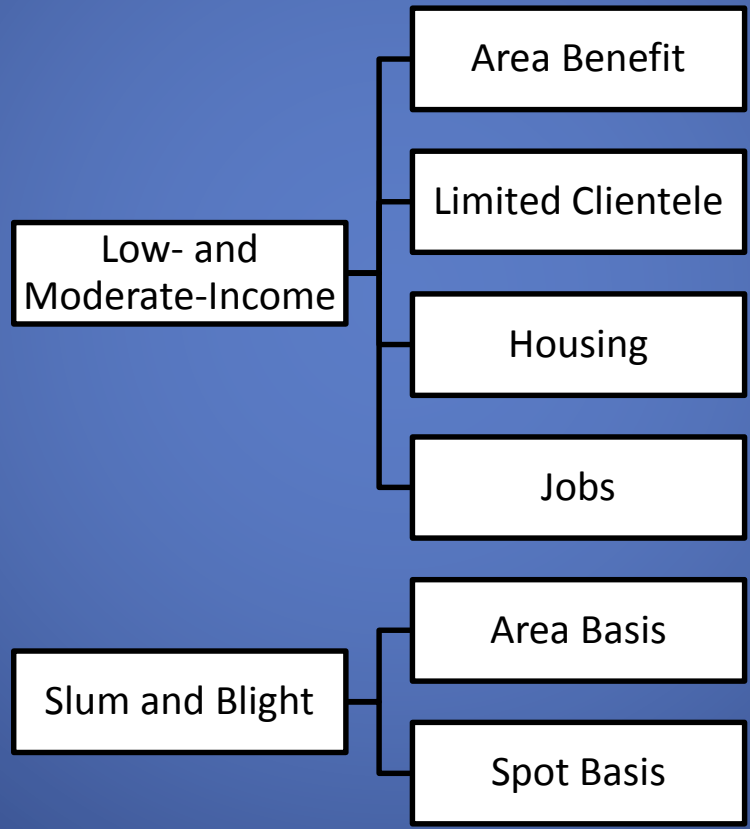 Low- and
Moderate-Income
Area Benefit
Limited Clientele
Housing
Jobs
Slum and Blight
Area Basis
Spot Basis